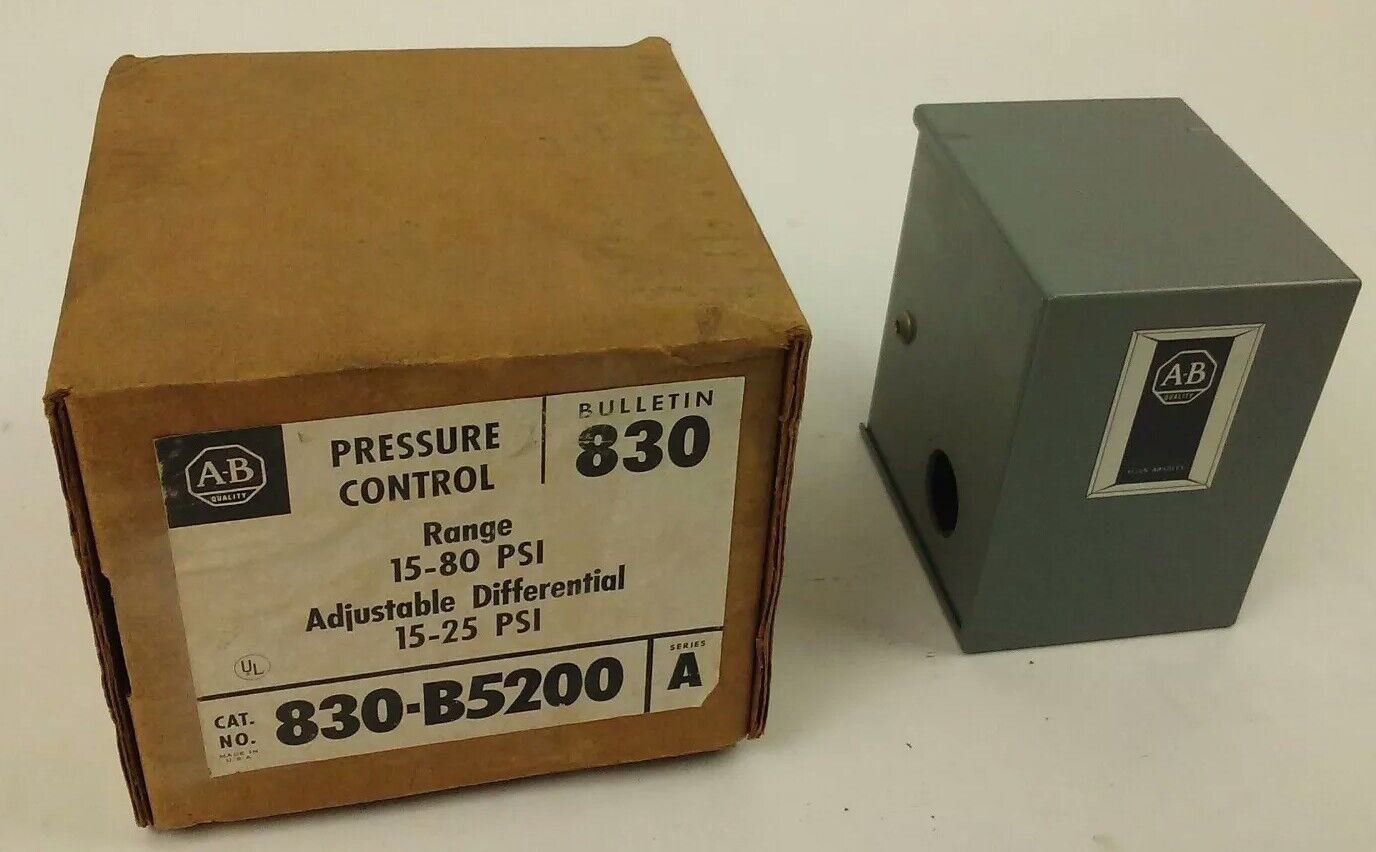 A-B
QUALITY
PRESSURE
CONTROL
BULLETIN
830
Range
15-80 PSI
Adjustable Differential
15-25 PSI
UL
CAT.
NO.
830-B5200
SERIES
A
MADE IN
U.S.A.
A-B
QUALITY